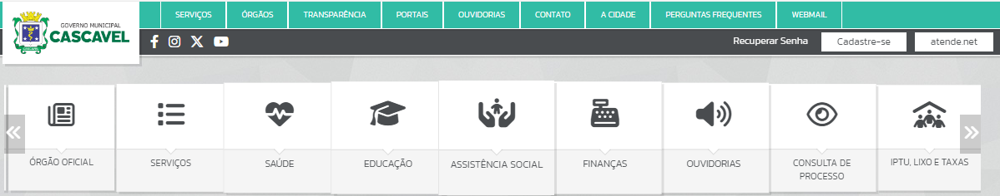 SERVIÇOS
ÓRGÃOS
TRANSPARÊNCIA
PORTAIS
OUVIDORIAS
CONTATO
A CIDADE
PERGUNTAS FREQUENTES
WEBMAIL
GOVERNO MUNICIPAL
CASCAVEL
Recuperar Senha
Cadastre-se
atende.net
ÓRGÃO OFICIAL
SERVIÇOS
SAÚDE
EDUCAÇÃO
ASSISTÊNCIA SOCIAL
FINANÇAS
OUVIDORIAS
CONSULTA DE
PROCESSO
IPTU, LIXO E TAXAS